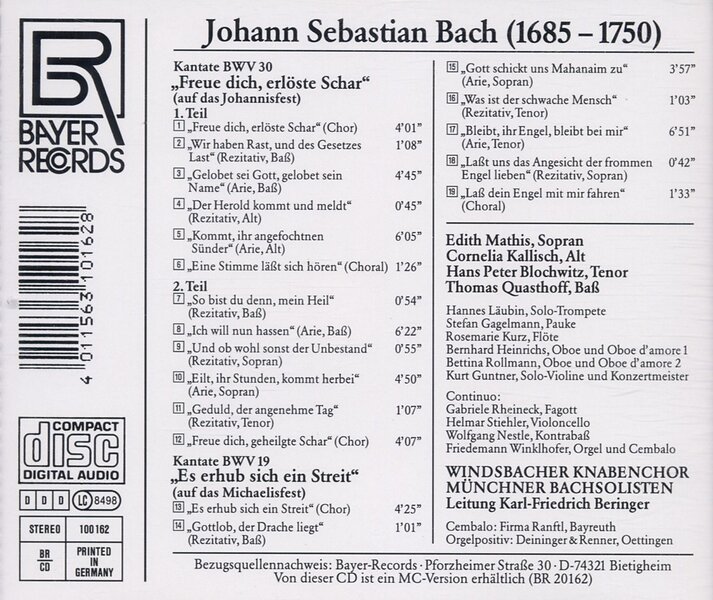 BAYER
RECORDS
4 011563 101628
COMPACT
disc
DIGITAL AUDIO
D D D LC 8498
STEREO 100 162
BR
CD
PRINTED
IN
GERMANY
Johann Sebastian Bach (1685 – 1750)
Kantate BWV 30
„Freue dich, erlöste Schar“
(auf das Johannisfest)
1. Teil
1 „Freue dich, erlöste Schar“ (Chor) 4’01”
2 „Wir haben Rast, und des Gesetzes 1’08”
Last“ (Rezitativ, Baß)
3 „Gelobet sei Gott, gelobet sein 4’45”
Name“ (Arie, Baß)
4 „Der Herold kommt und meldt“ 0’45”
(Rezitativ, Alt)
5 „Kommt, ihr angefochtnen 6’05”
Sünder“ (Arie, Alt)
6 „Eine Stimme läßt sich hören“ (Choral) 1’26”
2. Teil
7 „So bist du denn, mein Heil“ 0’54”
(Rezitativ, Baß)
8 „Ich will nun hassen“ (Arie, Baß) 6’22”
9 „Und ob wohl sonst der Unbestand“ 0’55”
(Rezitativ, Sopran)
10 „Eilt, ihr Stunden, kommt herbei“ 4’50”
(Arie, Sopran)
11 „Geduld, der angenehme Tag“ 1’07”
(Rezitativ, Tenor)
12 „Freue dich, geheilgte Schar“ (Chor) 4’07”
Kantate BWV 19
„Es erhub sich ein Streit“
(auf das Michaelisfest)
13 „Es erhub sich ein Streit“ (Chor) 4’25”
14 „Gottlob, der Drache liegt“ 1’01”
(Rezitativ, Baß)
15 „Gott schickt uns Mahanaim zu“ 3’57”
(Arie, Sopran)
16 „Was ist der schwache Mensch“ 1’03”
(Rezitativ, Tenor)
17 „Bleibt, ihr Engel, bleibt bei mir“ 6’51”
(Arie, Tenor)
18 „Laßt uns das Angesicht der frommen 0’42”
Engel lieben“ (Rezitativ, Sopran)
19 „Laß dein Engel mit mir fahren“ 1’33”
(Choral)
Edith Mathis, Sopran
Cornelia Kallisch, Alt
Hans Peter Blochwitz, Tenor
Thomas Quasthoff, Baß
Hannes Läubin, Solo-Trompete
Stefan Gagelmann, Pauke
Rosemarie Kurz, Flöte
Bernhard Heinrichs, Oboe und Oboe d’amore 1
Bettina Rollmann, Oboe und Oboe d’amore 2
Kurt Guntner, Solo-Violine und Konzertmeister
Continuo:
Gabriele Rheineck, Fagott
Helmar Stiehler, Violoncello
Wolfgang Nestle, Kontrabaß
Friedemann Winklhofer, Orgel und Cembalo
WINDSBACHER KNABENCHOR
MÜNCHNER BACHSOLISTEN
Leitung Karl-Friedrich Beringer
Cembalo: Firma Ranftl, Bayreuth
Orgelpositiv: Deininger & Renner, Oettingen
Bezugsquellennachweis: Bayer-Records · Pforzheimer Straße 30 · D-74321 Bietigheim
Von dieser CD ist ein MC-Version erhältlich (BR 20162)